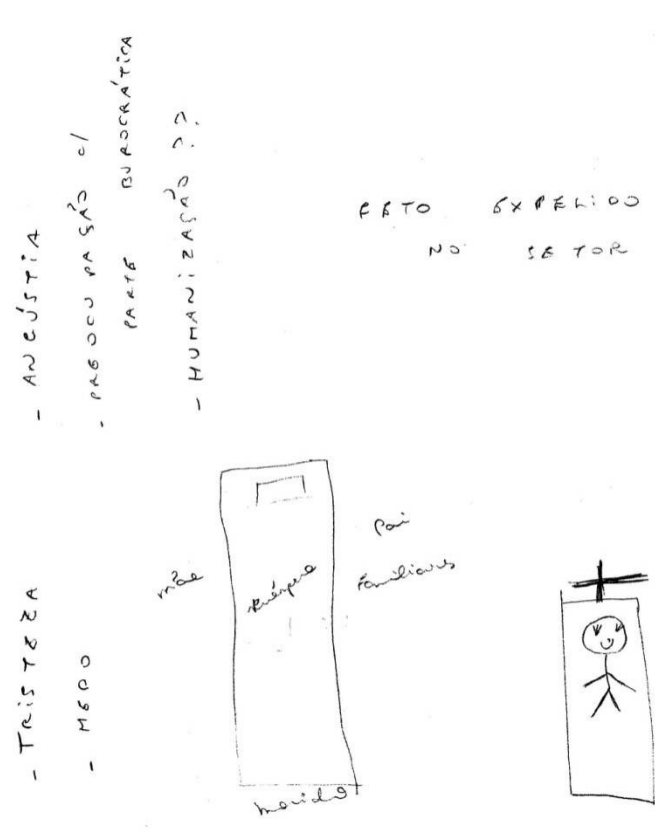 - TRISTEZA
- MEDO
- ANGÚSTIA
- PREOCUPAÇÃO c/
PARTE BUROCRÁTICA
- HUMANIZAÇÃO ??
FETO EXPELIDO
NO SETOR
mãe
Puérpera
Pai
Familiares
marido